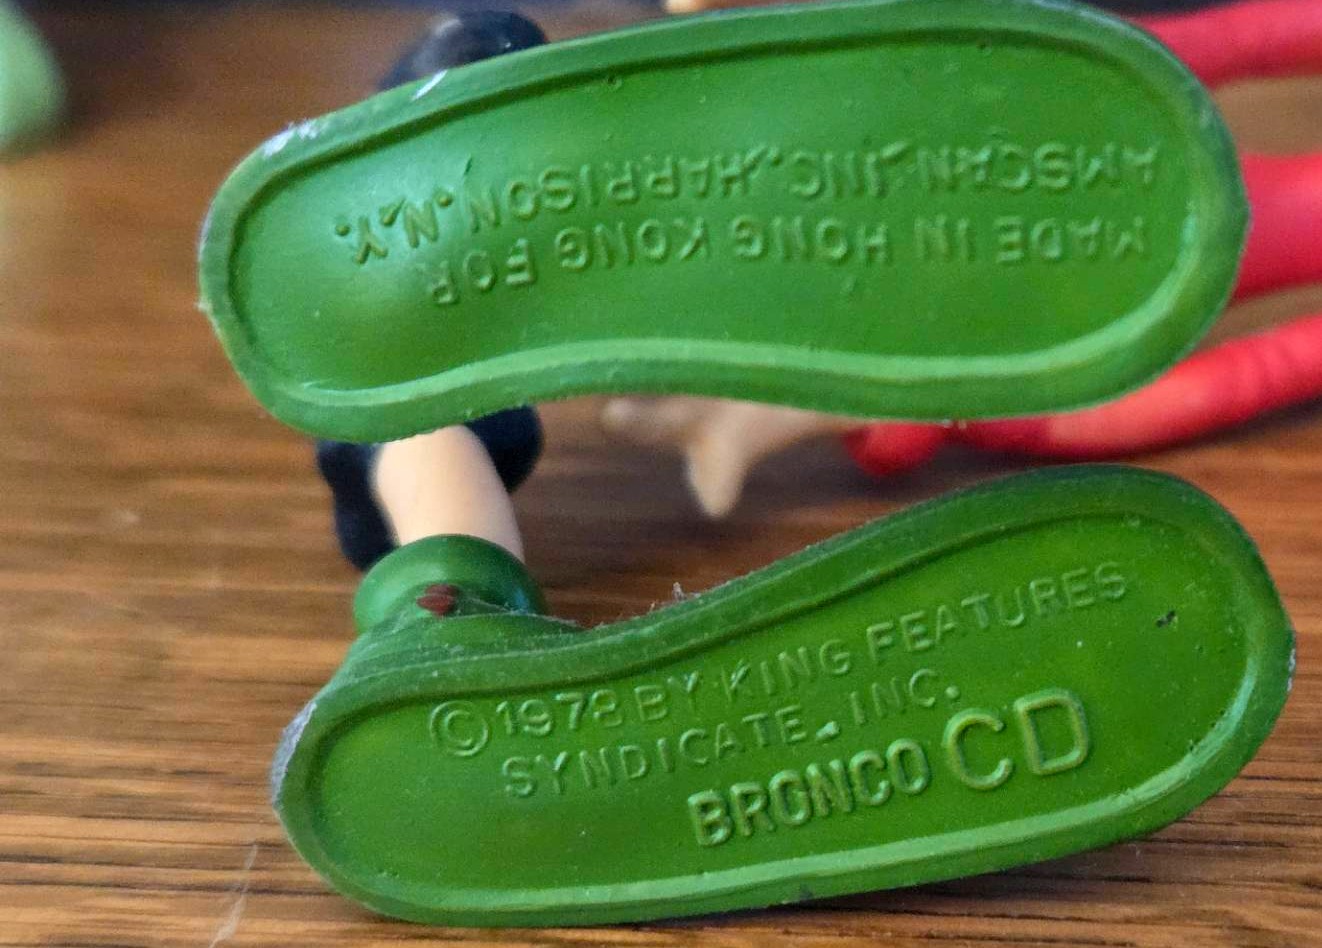 AMSCAN, INC. HARRISON, N.Y.
MADE IN HONG KONG FOR
©1978 BY KING FEATURES
SYNDICATE, INC.
BRONCO CD